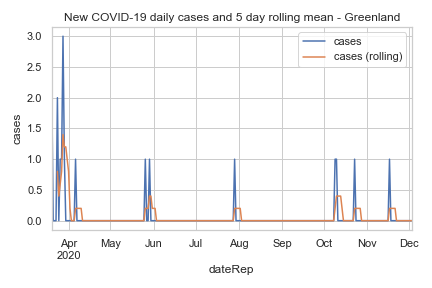 New COVID-19 daily cases and 5 day rolling mean - Greenland
cases
cases (rolling)
3.0
2.5
2.0
1.5
1.0
0.5
0.0
cases
Apr May Jun Jul Aug Sep Oct Nov Dec
2020
dateRep